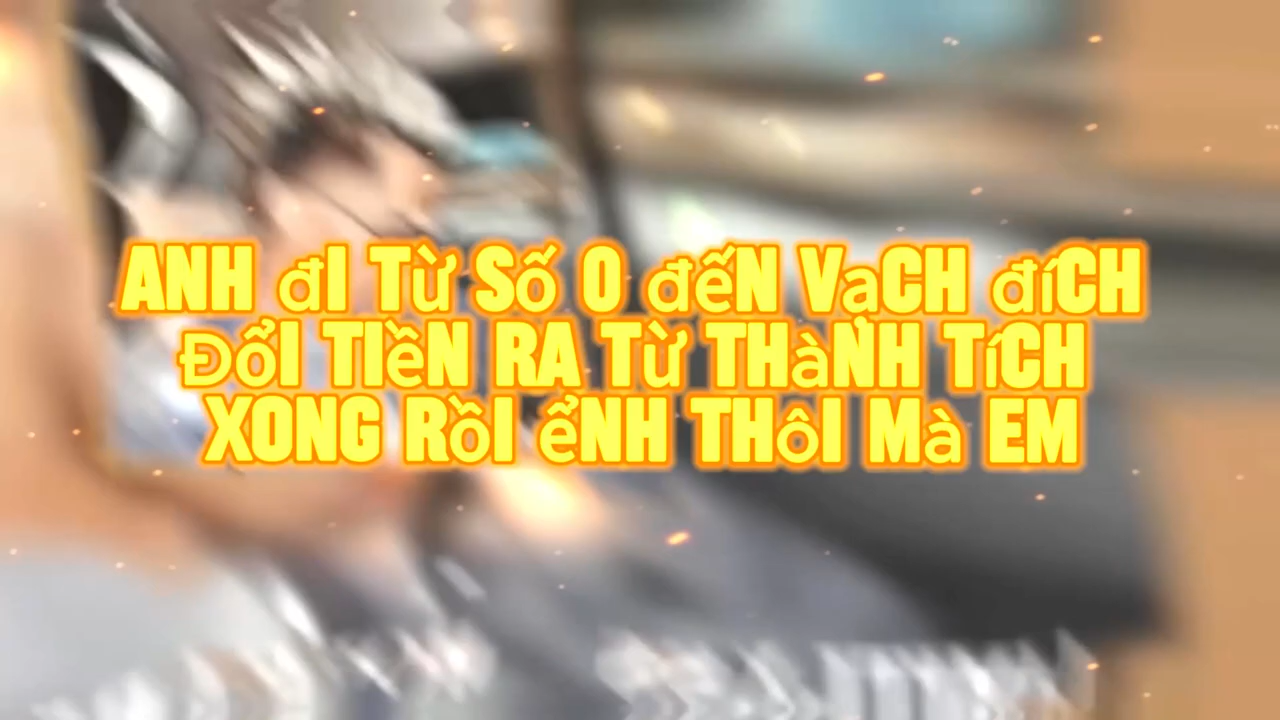 ANH đI Từ Số 0 đếN VạCH đíCH
ĐổI TIềN RA Từ THàNH TíCH
XONG RồI ểNH THôI Mà EM